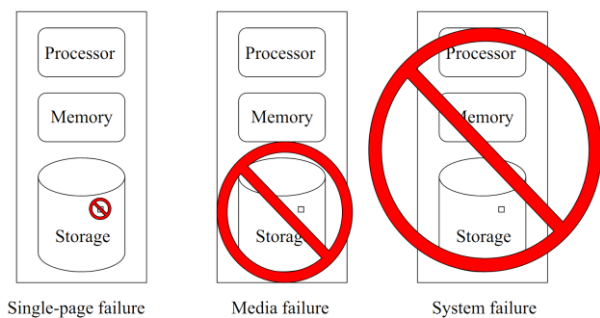 Processor
Memory
Storage
Single-page failure
Processor
Memory
Storage
Media failure
Processor
Memory
Storage
System failure